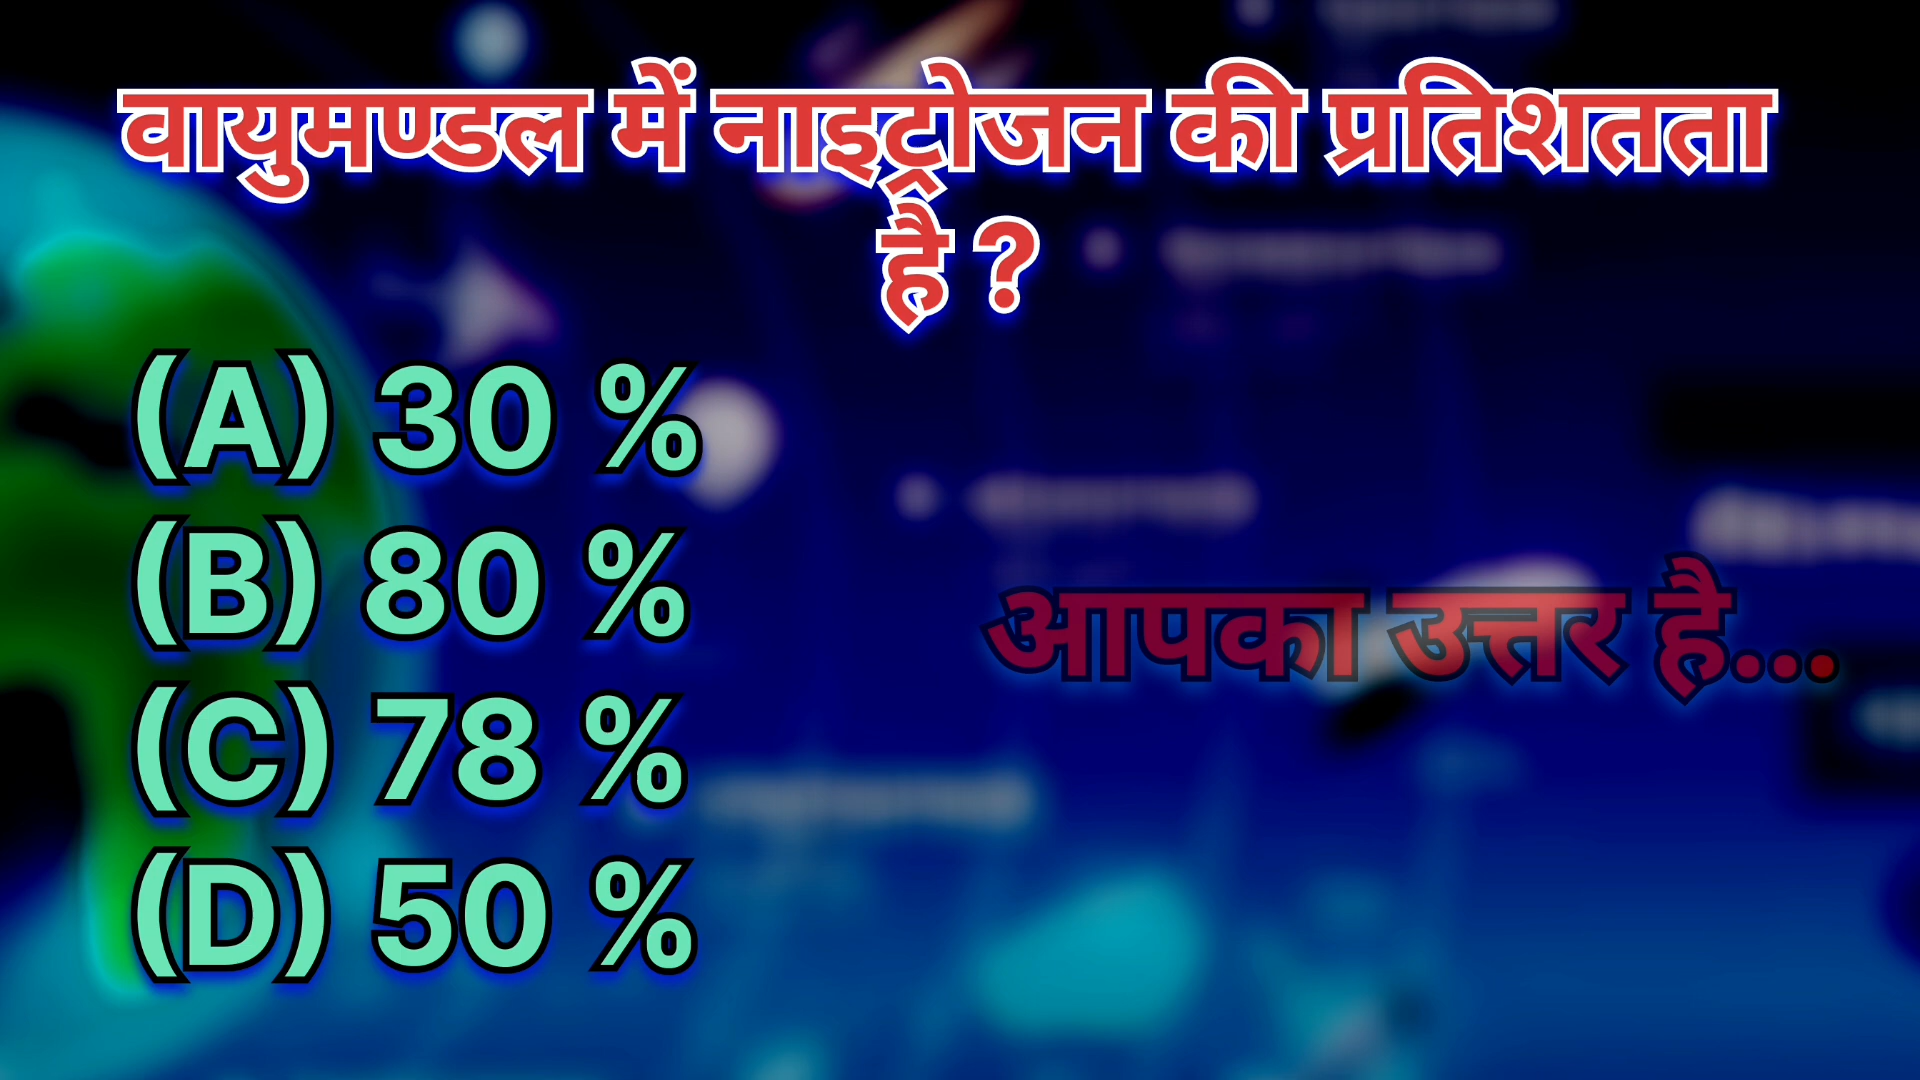 वायुमण्डल में नाइट्रोजन की प्रतिशतता
है ?
(A) 30 %
(B) 80 %
(C) 78 %
(D) 50 %
आपका उत्तर है...